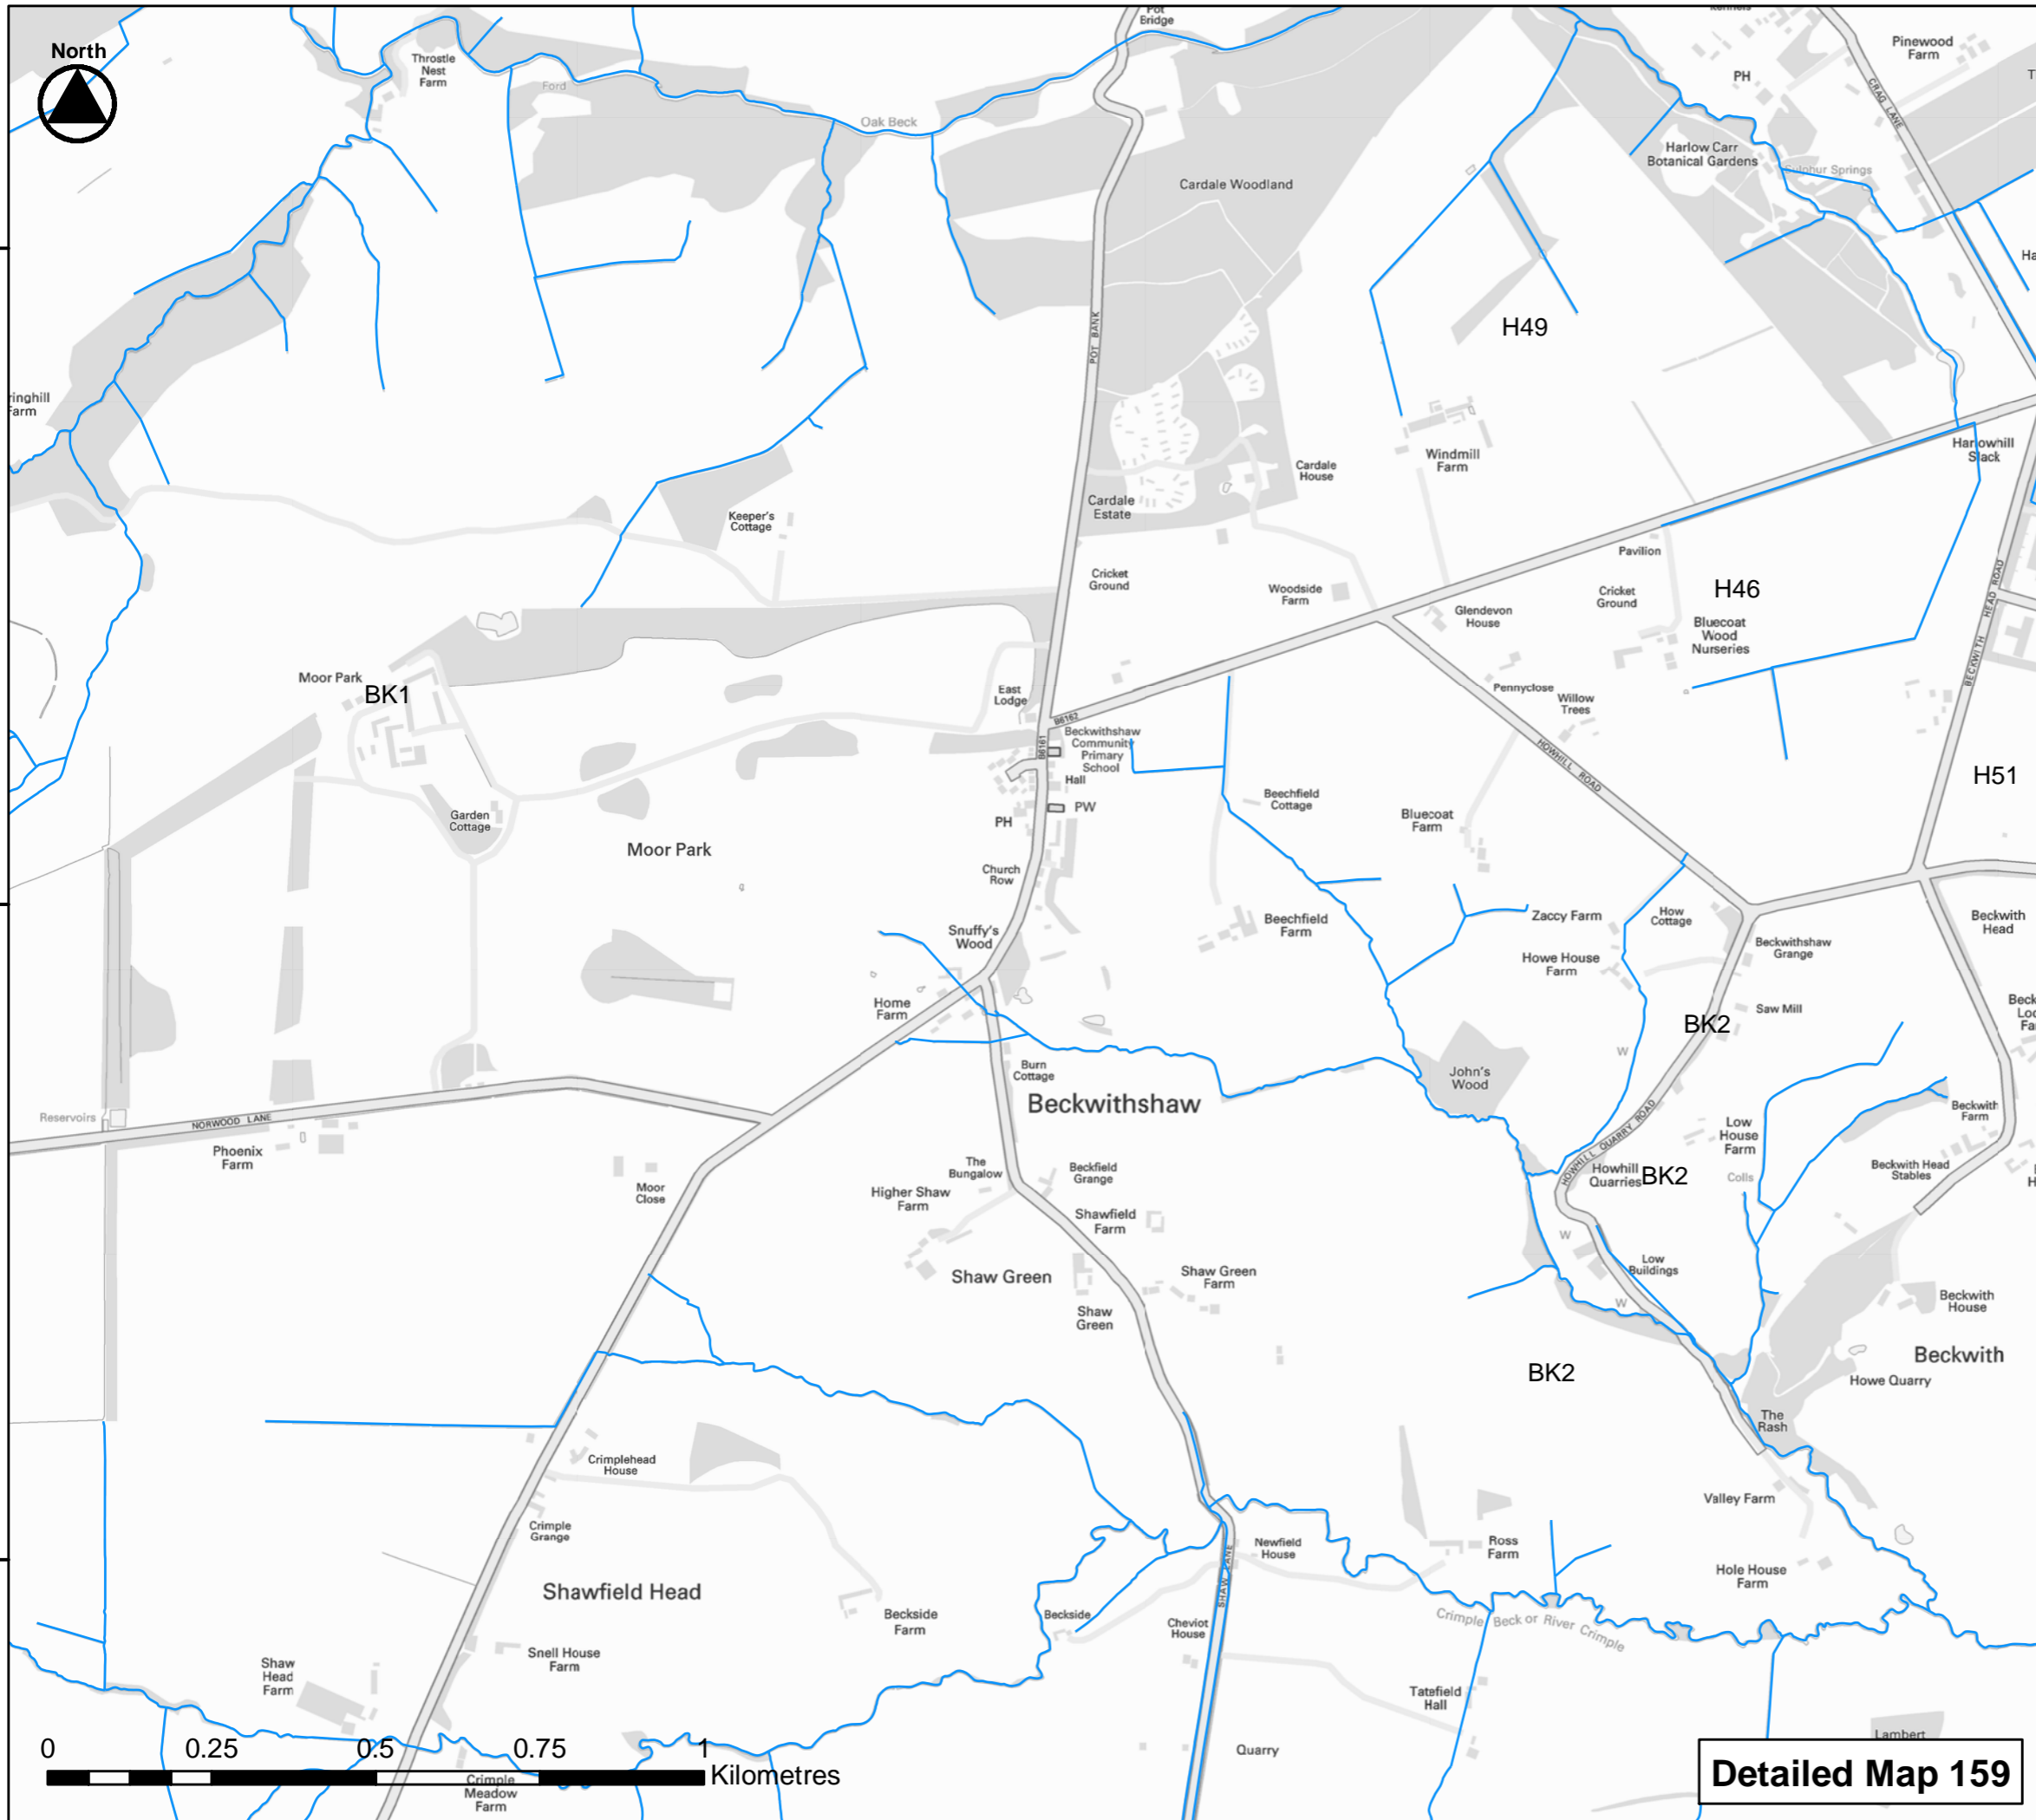 Pot
Bridge
North
Throstle
Nest
Farm
Ford
Oak Beck
Pinewood
Farm
PH
CRAG LANE
Harlow Carr
Botanical Gardens
Sulphur Springs
Cardale Woodland
H49
POT BANK
Farm
Windmill
Farm
Cardale
House
Harlowhill
Slack
Cardale
Estate
Keeper's
Cottage
Pavilion
Cricket
Ground
Woodside
Farm
Glendevon
House
Cricket
Ground
H46
Bluecoat
Wood
Nurseries
BECKWITH HEAD ROAD
Moor Park
BK1
East
Lodge
Pennyclose
Willow
Trees
B6162
B6161
Beckwithshaw
Community
Primary
School
Hall
HOWHILL ROAD
H51
Garden
Cottage
PH
PW
Beechfield
Cottage
Bluecoat
Farm
Moor Park
Church
Row
Snuffy's
Wood
Beechfield
Farm
Zaccy Farm
How
Cottage
Beckwith
Head
Beckwithshaw
Grange
Howe House
Farm
Home
Farm
Saw Mill
BK2
W
Burn
Cottage
John's
Wood
Beckwithshaw
Reservoirs
NORWOOD LANE
Phoenix
Farm
HOWHILL QUARRY ROAD
Low
House
Farm
Beckwith
Farm
The
Bungalow
Beckfield
Grange
Howhill
Quarries
BK2
Colls
Beckwith Head
Stables
Moor
Close
Higher Shaw
Farm
Shawfield
Farm
W
Shaw Green
Shaw Green
Farm
Low
Buildings
W
Beckwith
House
Shaw
Green
Beckwith
BK2
Howe Quarry
The
Rash
Crimplehead
House
Valley Farm
Crimple
Grange
Newfield
House
SHAW LANE
Ross
Farm
Hole House
Farm
Shawfield Head
Beckside
Farm
Beckside
Cheviot
House
Crimple Beck or River Crimple
Snell House
Farm
Shaw
Head
Farm
Tatefield
Hall
Quarry
Lambert
0 0.25 0.5 0.75 1
Kilometres
Crimple
Meadow
Farm
Detailed Map 159